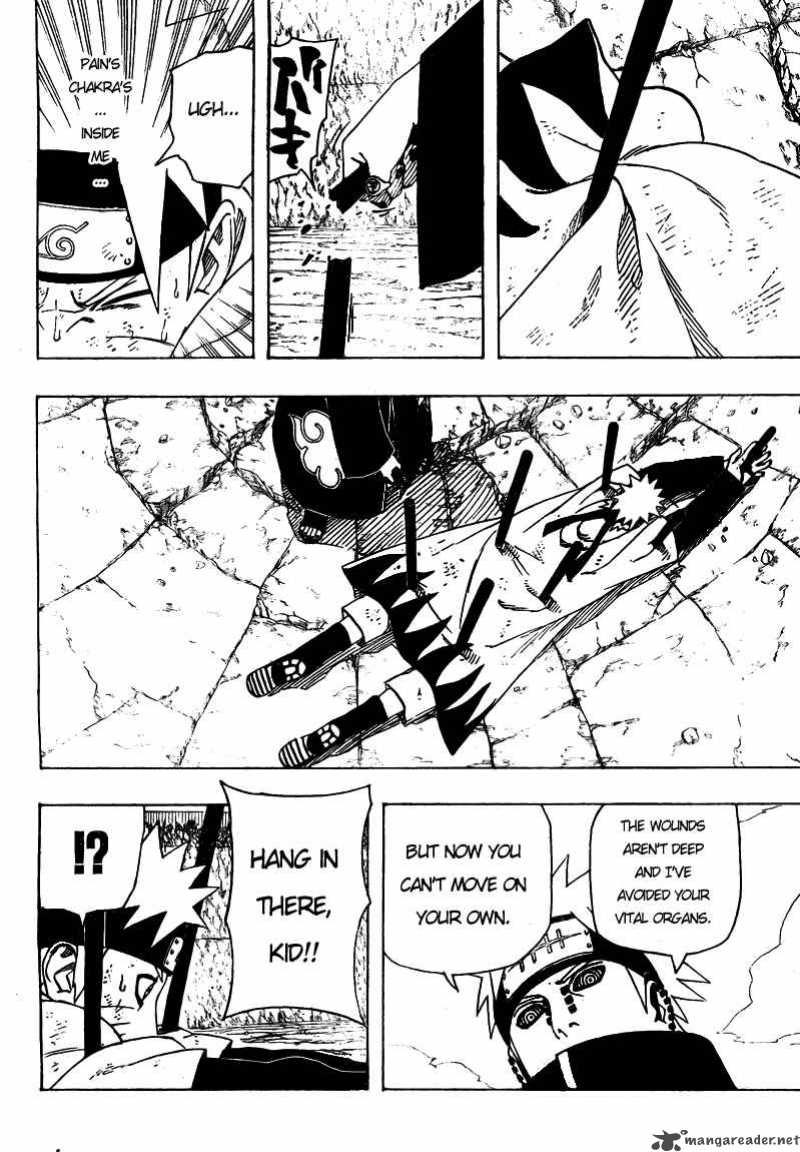 THE WOUNDS
AREN'T DEEP
AND I'VE
AVOIDED YOUR
VITAL ORGANS.
BUT NOW YOU
CAN'T MOVE ON
YOUR OWN.
HANG IN
THERE,
KID!!
!?
UGH...
PAIN'S
CHAKRA'S
...
INSIDE
ME
...
mangareader.net